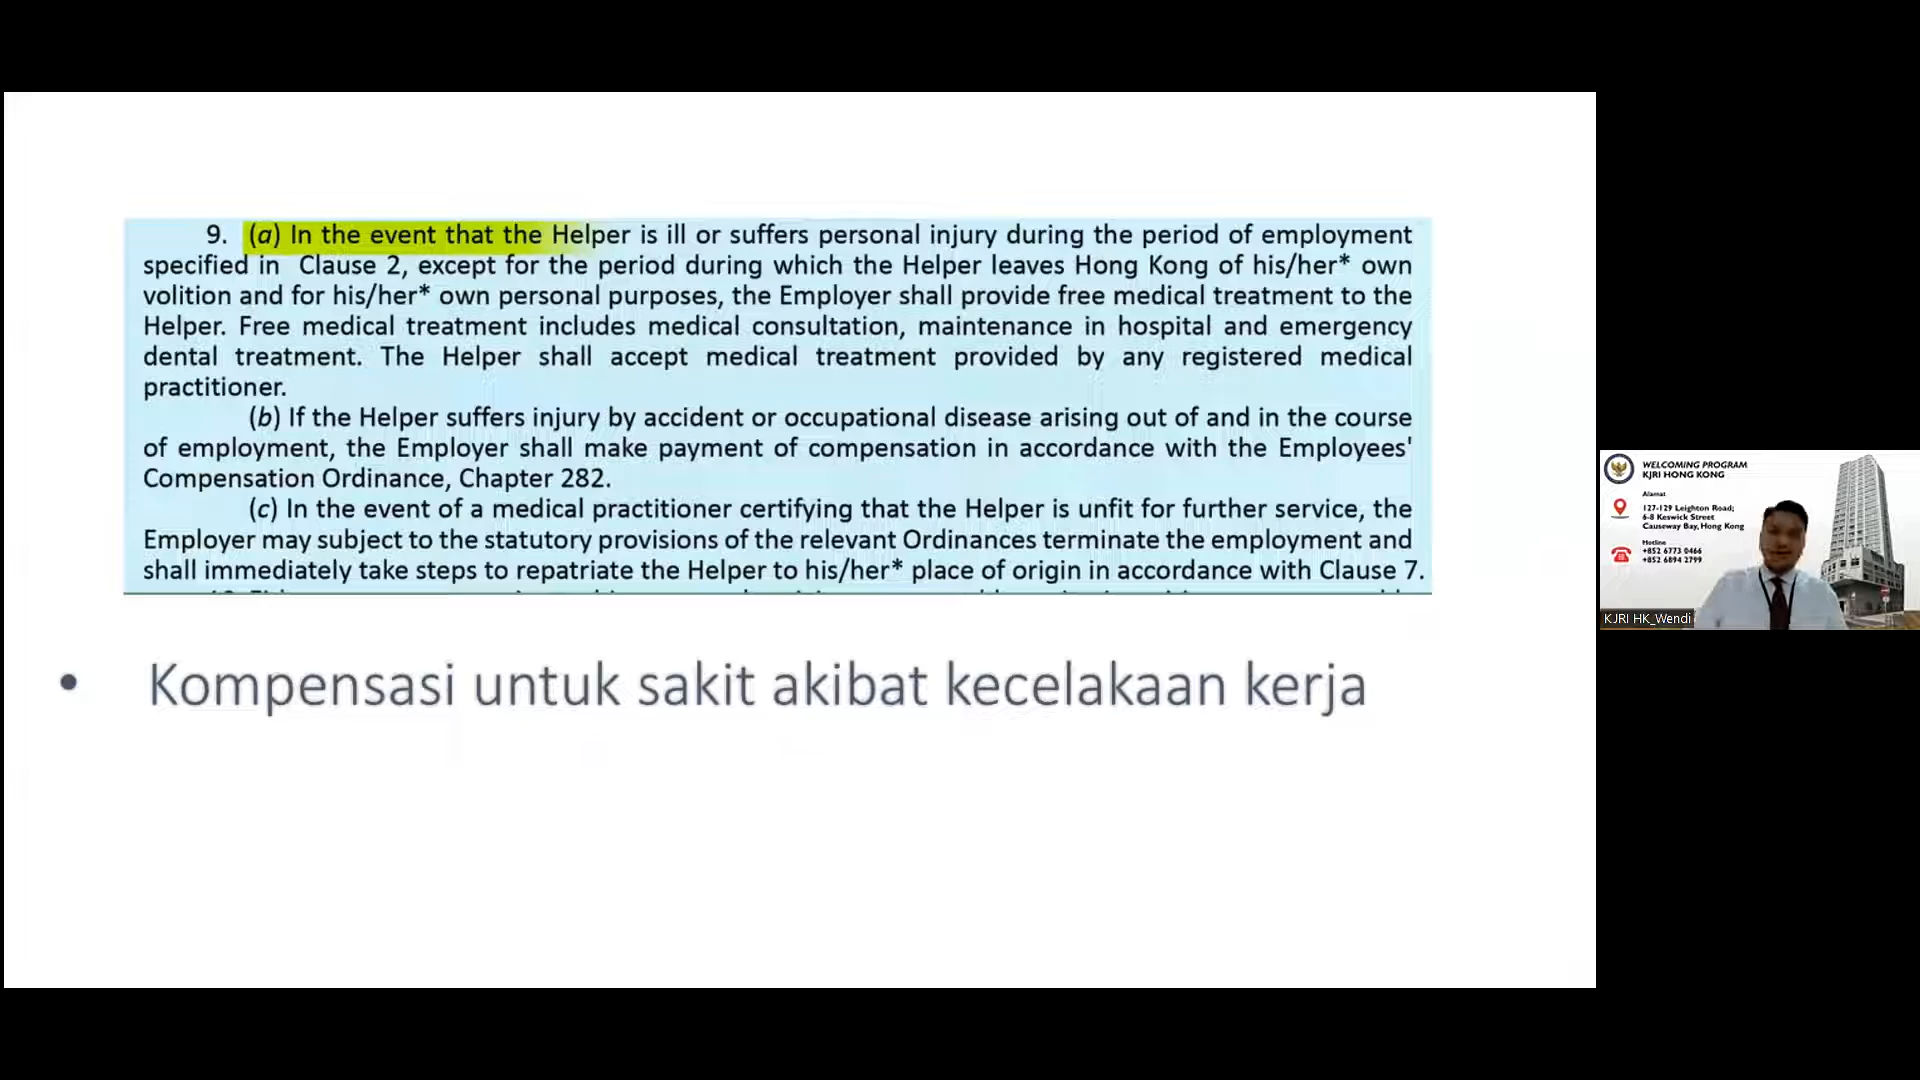 9. (a) In the event that the Helper is ill or suffers personal injury during the period of employment
specified in Clause 2, except for the period during which the Helper leaves Hong Kong of his/her* own
volition and for his/her* own personal purposes, the Employer shall provide free medical treatment to the
Helper. Free medical treatment includes medical consultation, maintenance in hospital and emergency
dental treatment. The Helper shall accept medical treatment provided by any registered medical
practitioner.
(b) If the Helper suffers injury by accident or occupational disease arising out of and in the course
of employment, the Employer shall make payment of compensation in accordance with the Employees'
Compensation Ordinance, Chapter 282.
(c) In the event of a medical practitioner certifying that the Helper is unfit for further service, the
Employer may subject to the statutory provisions of the relevant Ordinances terminate the employment and
shall immediately take steps to repatriate the Helper to his/her* place of origin in accordance with Clause 7.
• Kompensasi untuk sakit akibat kecelakaan kerja
WELCOMING PROGRAM
KJRI HONG KONG
Alamat
127-129 Leighton Road;
6-8 Keswick Street
Causeway Bay, Hong Kong
Hotline
+852 6773 0466
+852 6894 2799
KJRI HK_Wendi